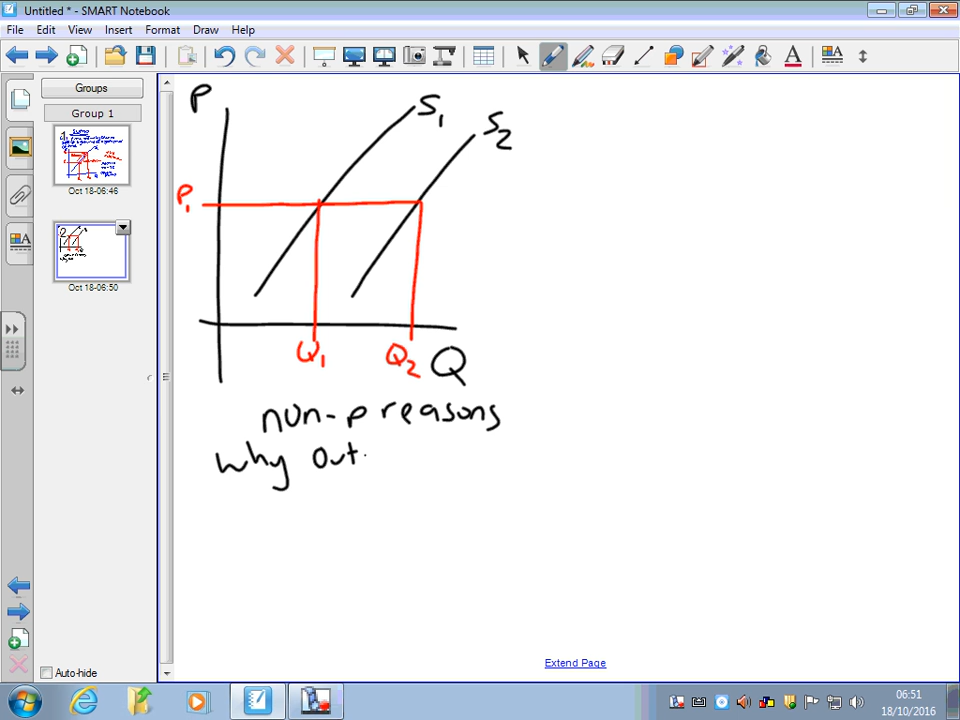 Untitled * - SMART Notebook
File Edit View Insert Format Draw Help
Groups
Group 1
Oct 18-06:46
Oct 18-06:50
Auto-hide
P
S1
S2
P1
Q1
Q2
Q
non-p reasons
why out
Extend Page
06:51
18/10/2016